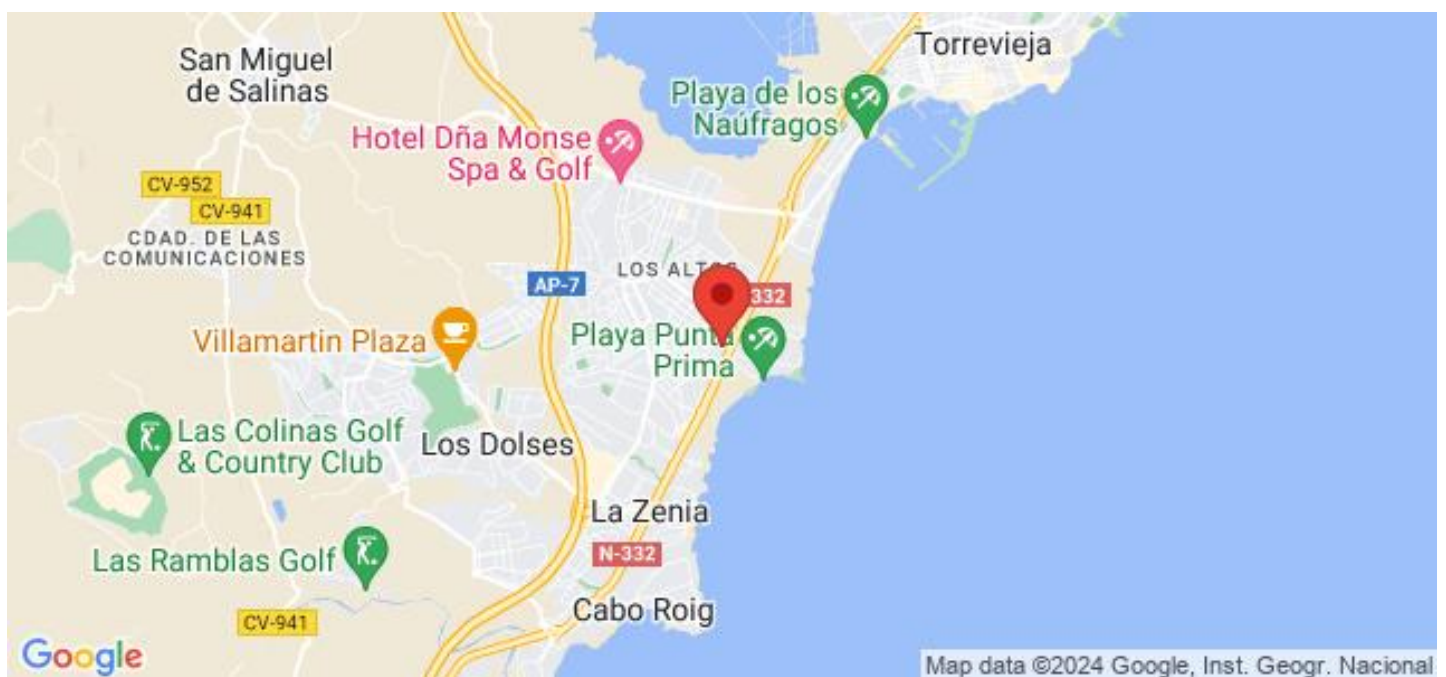 Torrevieja
San Miguel
de Salinas
Playa de los
Naúfragos
Hotel Dña Monse
Spa & Golf
CV-952
CV-941
CDAD. DE LAS
COMUNICACIONES
LOS ALTOS
AP-7
332
Villamartin Plaza
Playa Punta
Prima
Las Colinas Golf
& Country Club
Los Dolses
La Zenia
Las Ramblas Golf
N-332
Cabo Roig
CV-941
Google
Map data ©2024 Google, Inst. Geogr. Nacional